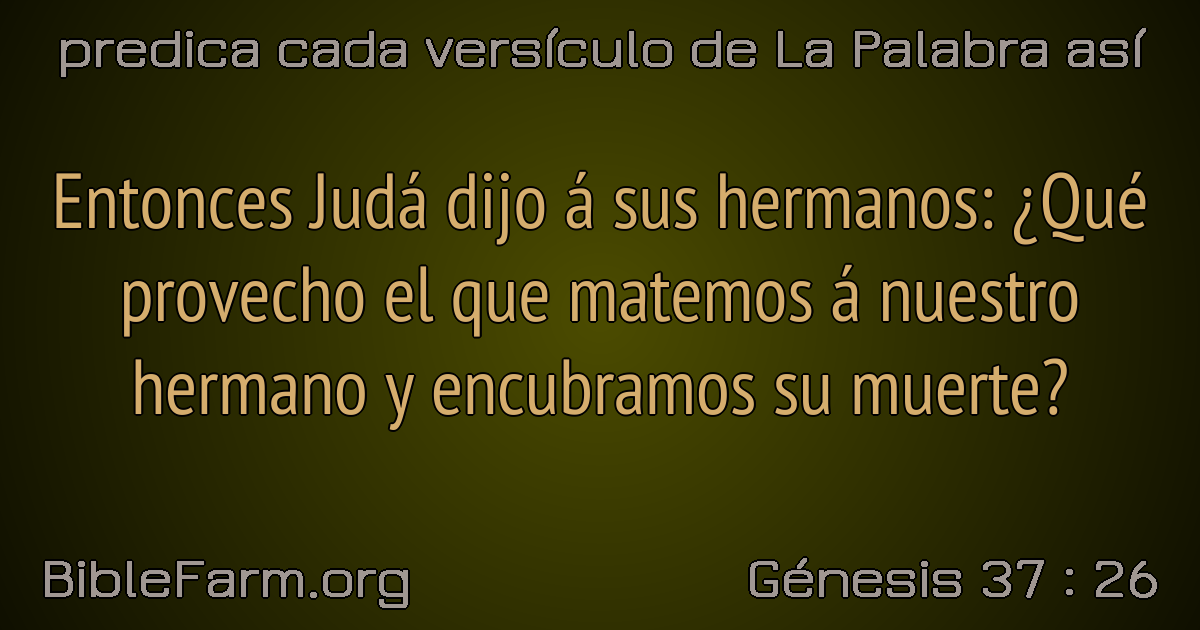 predica cada versículo de La Palabra así
Entonces Judá dijo á sus hermanos: ¿Qué
provecho el que matemos á nuestro
hermano y encubramos su muerte?
BibleFarm.org
Génesis 37 : 26